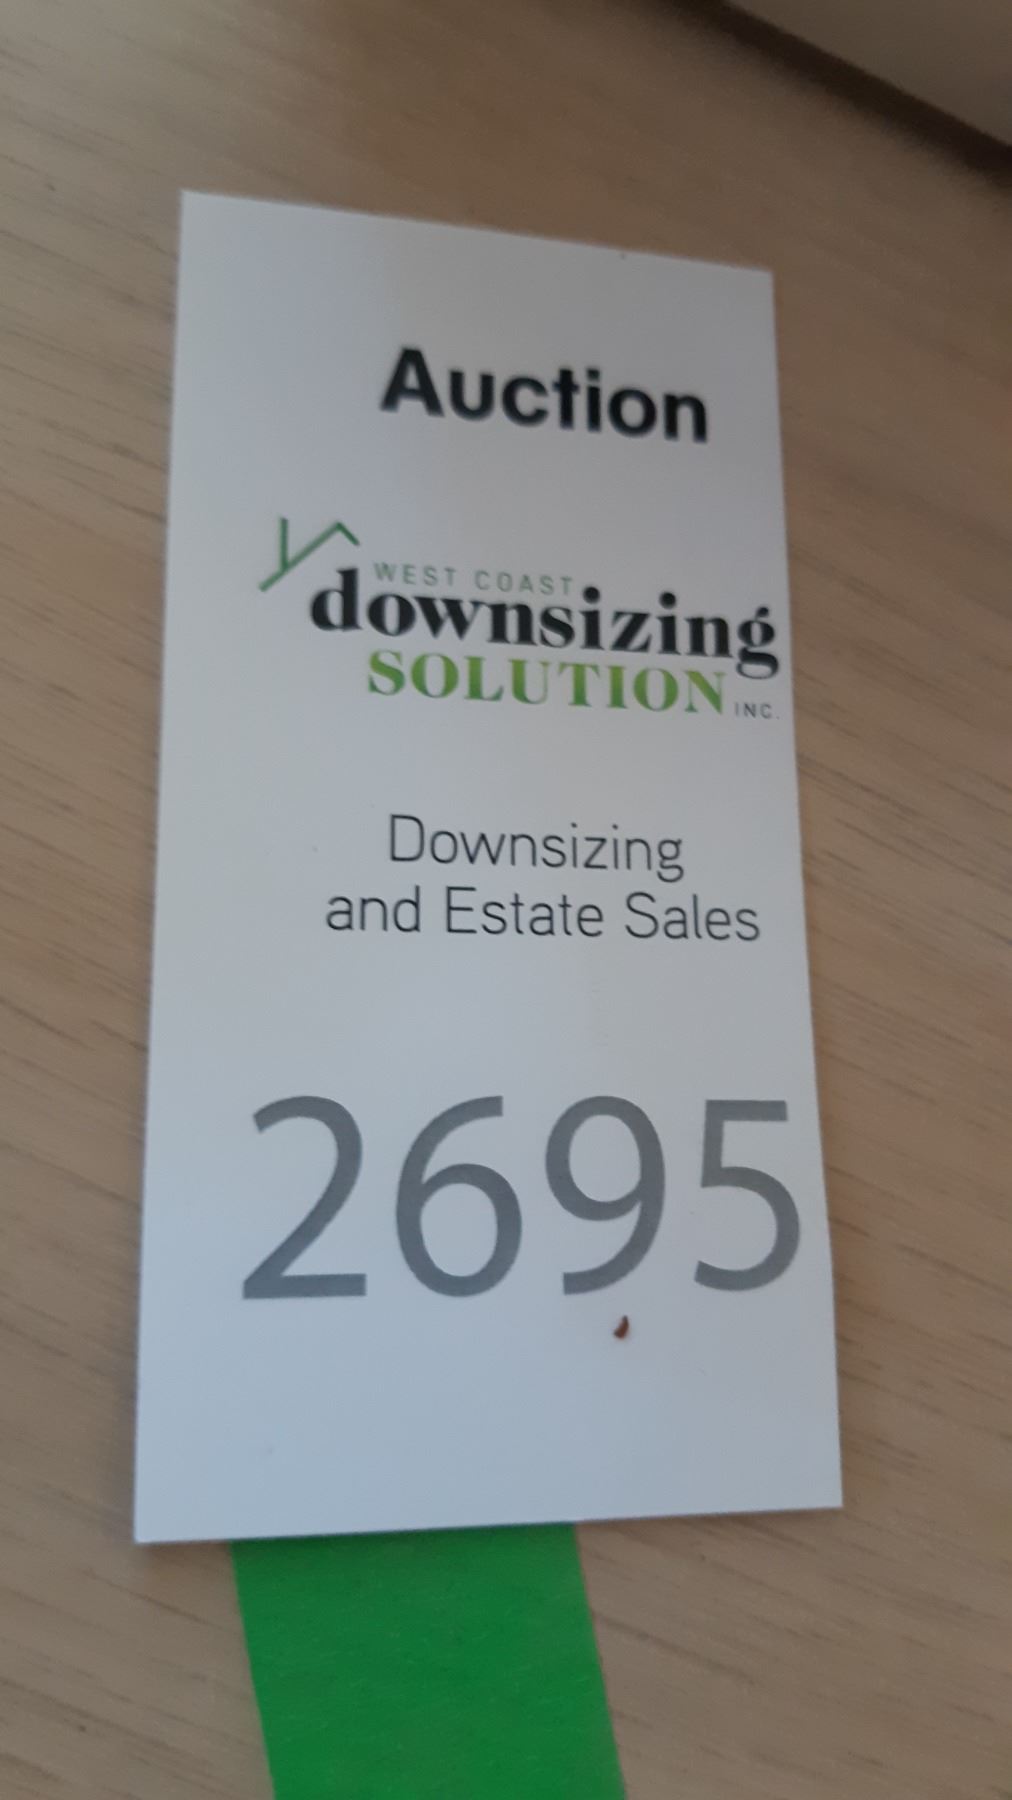 Auction
WEST COAST
downsizing
SOLUTION INC.
Downsizing
and Estate Sales
2695